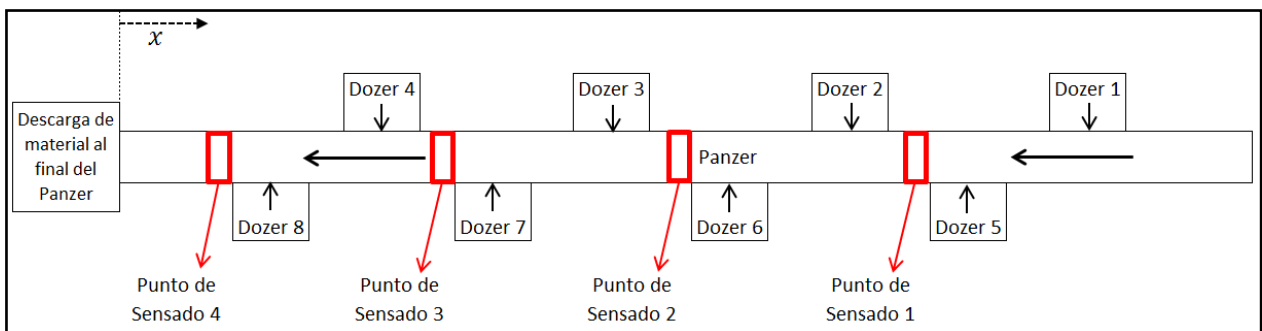 x
Dozer 4
Dozer 3
Dozer 2
Dozer 1
Descarga de
material al
final del
Panzer
Panzer
Dozer 8
Dozer 7
Dozer 6
Dozer 5
Punto de
Sensado 4
Punto de
Sensado 3
Punto de
Sensado 2
Punto de
Sensado 1